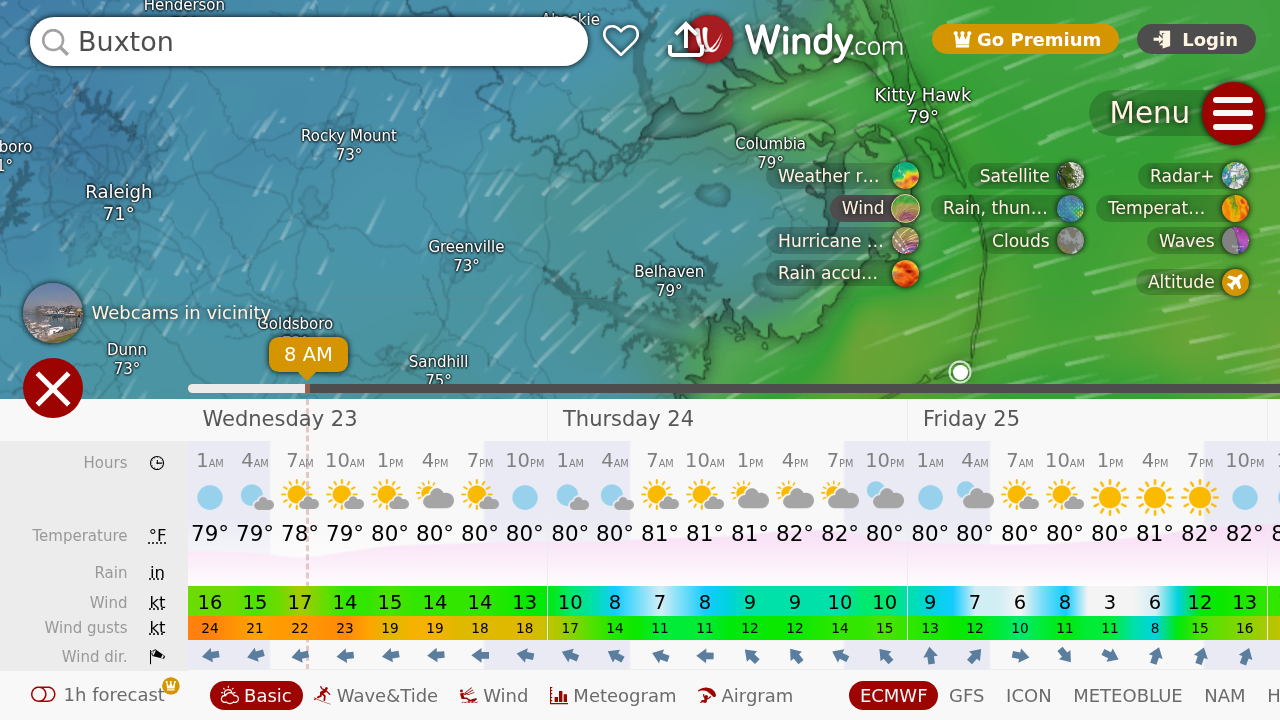 Henderson
Buxton
Windy.com
Go Premium
Login
Kitty Hawk
79°
Menu
Rocky Mount
73°
Columbia
79°
Weather r...
Satellite
Radar+
Raleigh
71°
Wind
Rain, thun...
Temperat...
Hurricane ...
Clouds
Waves
Greenville
73°
Belhaven
79°
Rain accu...
Altitude
Webcams in vicinity
Goldsboro
8 AM
Dunn
73°
Sandhill
75°
Wednesday 23 Thursday 24 Friday 25
Hours 1AM 4AM 7AM 10AM 1PM 4PM 7PM 10PM 1AM 4AM 7AM 10AM 1PM 4PM 7PM 10PM 1AM 4AM 7AM 10AM 1PM 4PM 7PM 10PM
Temperature °F 79° 79° 78° 79° 80° 80° 80° 80° 80° 80° 81° 81° 81° 82° 82° 80° 80° 80° 80° 80° 80° 81° 82° 82°
Rain in
Wind kt 16 15 17 14 15 14 14 13 10 8 7 8 9 9 10 10 9 7 6 8 3 6 12 13
Wind gusts kt 24 21 22 23 19 19 18 18 17 14 11 11 12 12 14 15 13 12 10 11 11 8 15 16
Wind dir.
1h forecast Basic Wave&Tide Wind Meteogram Airgram ECMWF GFS ICON METEOBLUE NAM